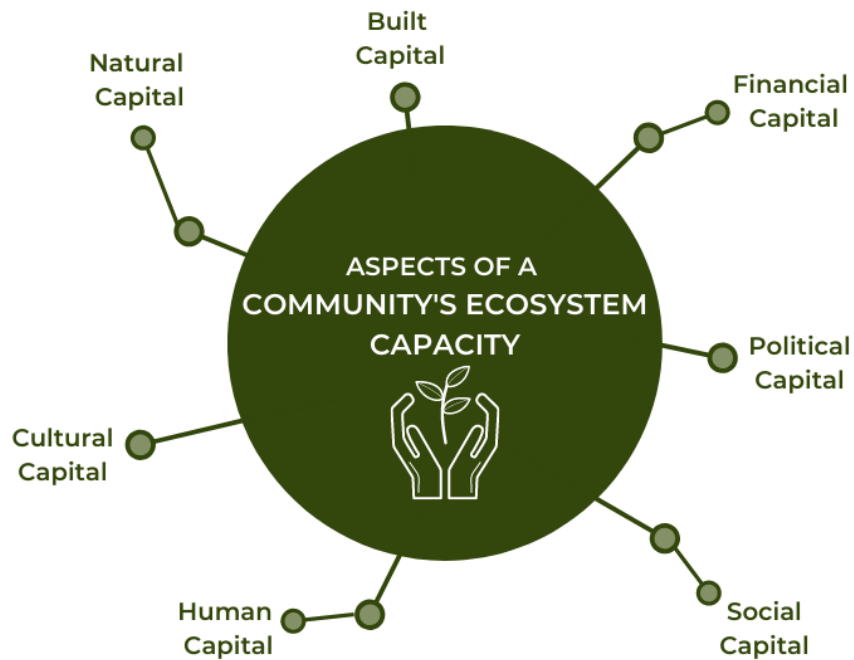 Built
Capital
Natural
Capital
Financial
Capital
ASPECTS OF A
COMMUNITY'S ECOSYSTEM
CAPACITY
Political
Capital
Cultural
Capital
Human
Capital
Social
Capital